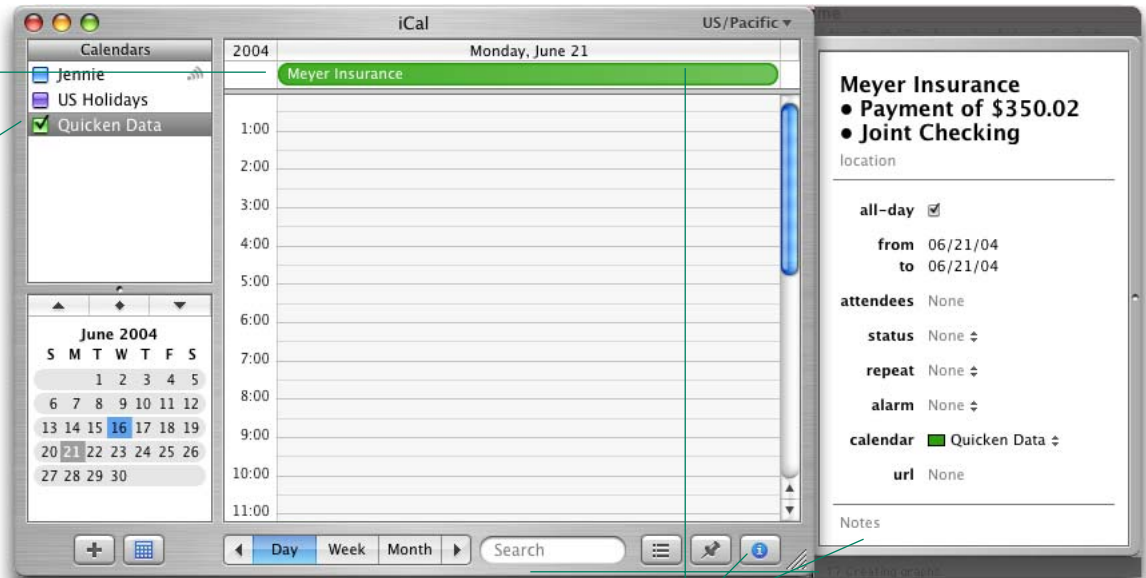 iCal
US/Pacific
Calendars
Jennie
US Holidays
Quicken Data
June 2004
S M T W T F S
1 2 3 4 5
6 7 8 9 10 11 12
13 14 15 16 17 18 19
20 21 22 23 24 25 26
27 28 29 30
2004 Monday, June 21
Meyer Insurance
1:00
2:00
3:00
4:00
5:00
6:00
7:00
8:00
9:00
10:00
11:00
Day Week Month Search
Meyer Insurance
• Payment of $350.02
• Joint Checking
location
all-day
from 06/21/04
to 06/21/04
attendees None
status None
repeat None
alarm None
calendar Quicken Data
url None
Notes
17 Creating graphs